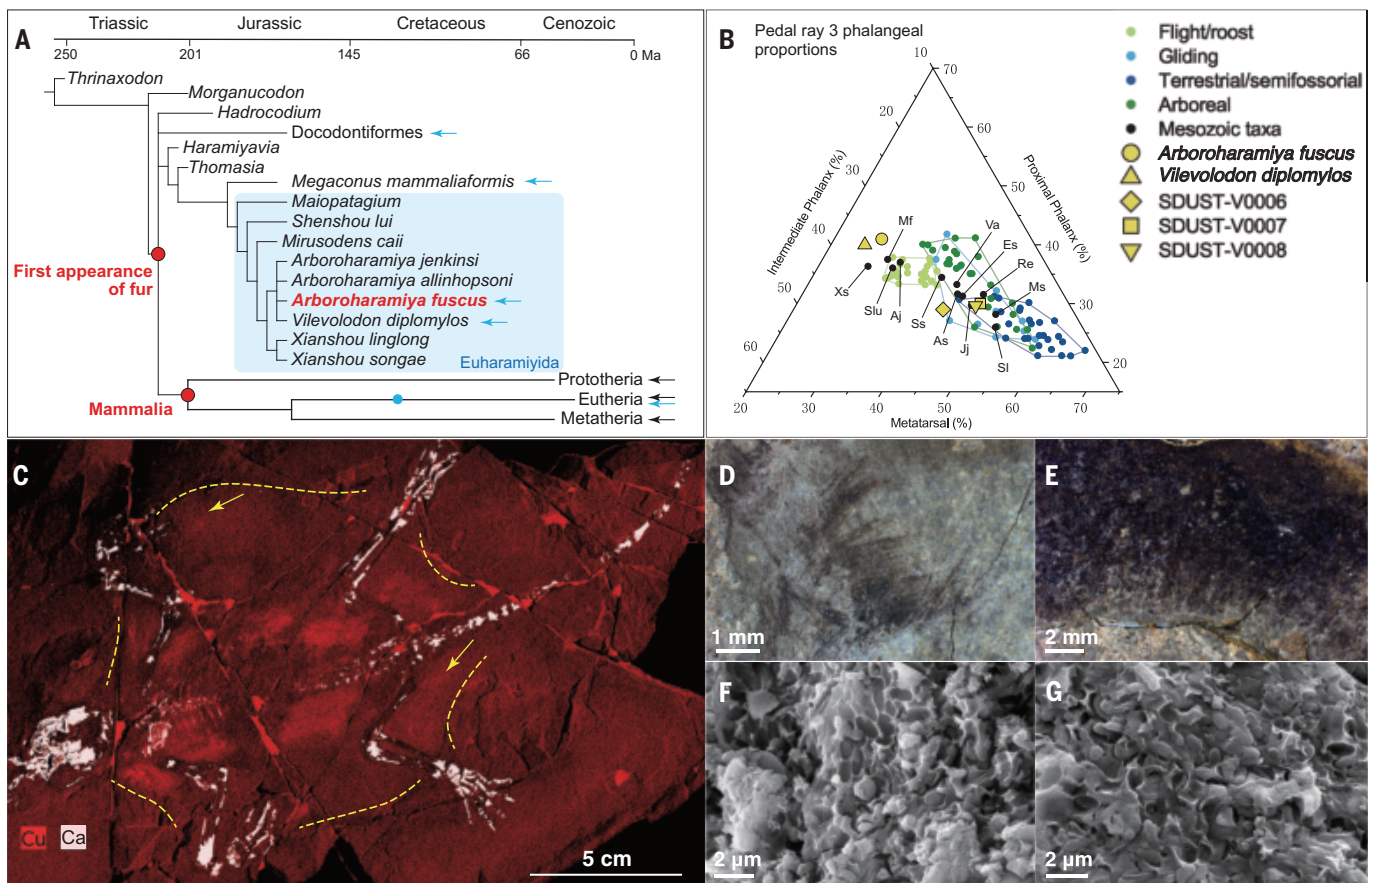 A
Triassic Jurassic Cretaceous Cenozoic
250 201 145 66 0 Ma
Thrinaxodon
Morganucodon
Hadrocodium
Docodontiformes
Haramiyavia
Thomasia
Megaconus mammaliaformis
Maiopatagium
Shenshou lui
Mirusodens caii
Arboroharamiya jenkinsi
Arboroharamiya allinhopsoni
Arboroharamiya fuscus
Vilevolodon diplomylos
Xianshou linglong
Xianshou songae
Euharamiyida
First appearance
of fur
Prototheria
Eutheria
Metatheria
Mammalia
B
Pedal ray 3 phalangeal
proportions
Flight/roost
Gliding
Terrestrial/semifossorial
Arboreal
Mesozoic taxa
Arboroharamiya fuscus
Vilevolodon diplomylos
SDUST-V0006
SDUST-V0007
SDUST-V0008
Intermediate Phalanx (%)
10
20
30
40
50
60
Proximal Phalanx (%)
70
60
50
40
30
20
Mf
Va
Es
Re
Ms
Xs
Slu
Aj
Ss
As
Jj
Sl
20 30 40 50 60 70
Metatarsal (%)
C
Cu Ca
5 cm
D
1 mm
E
2 mm
F
2 µm
G
2 µm